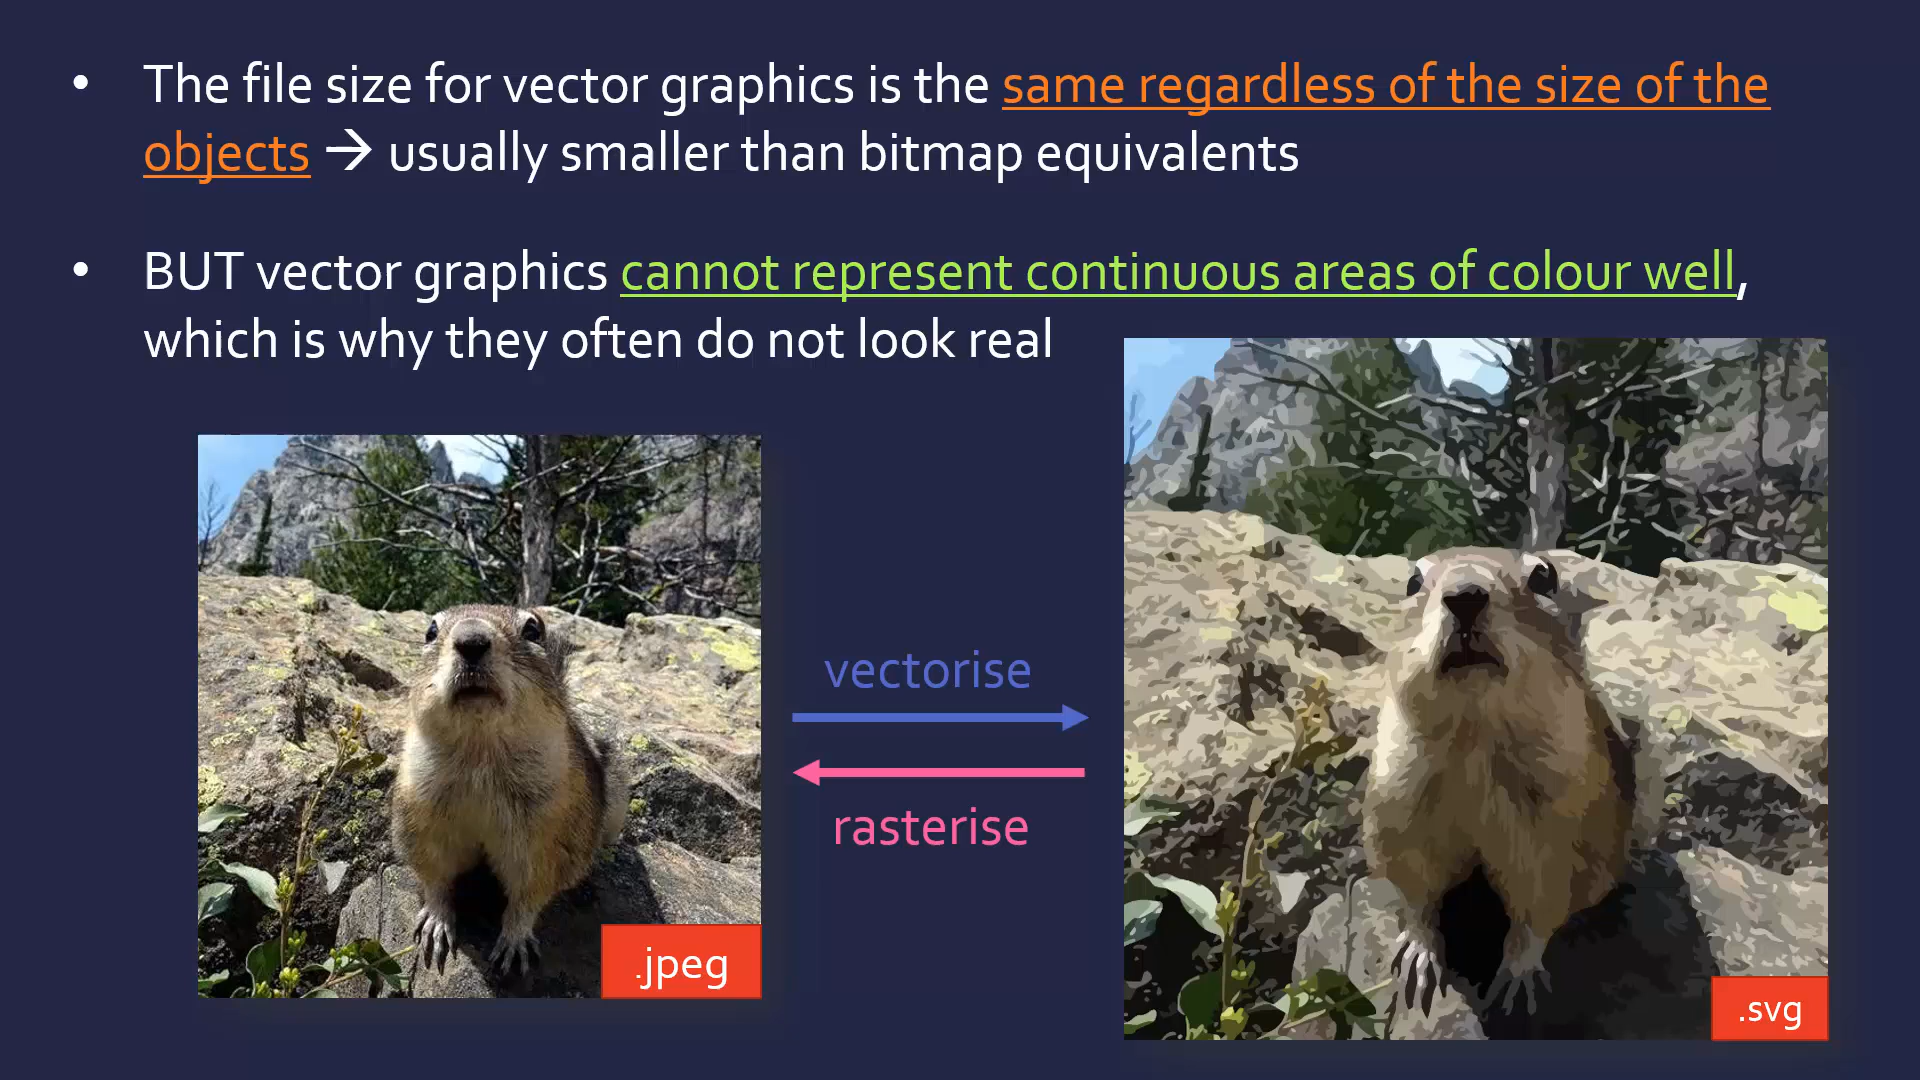 • The file size for vector graphics is the same regardless of the size of the
objects → usually smaller than bitmap equivalents
• BUT vector graphics cannot represent continuous areas of colour well,
which is why they often do not look real
vectorise
rasterise
.jpeg
.svg